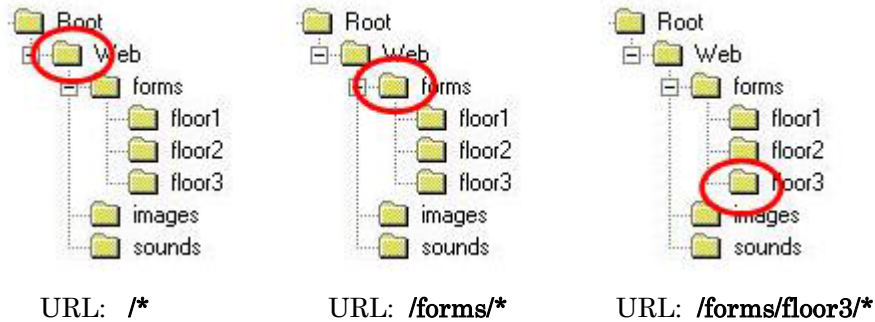 Root
Web
forms
floor1
floor2
floor3
images
sounds
URL: /*
Root
Web
forms
floor1
floor2
floor3
images
sounds
URL: /forms/*
Root
Web
forms
floor1
floor2
floor3
images
sounds
URL: /forms/floor3/*